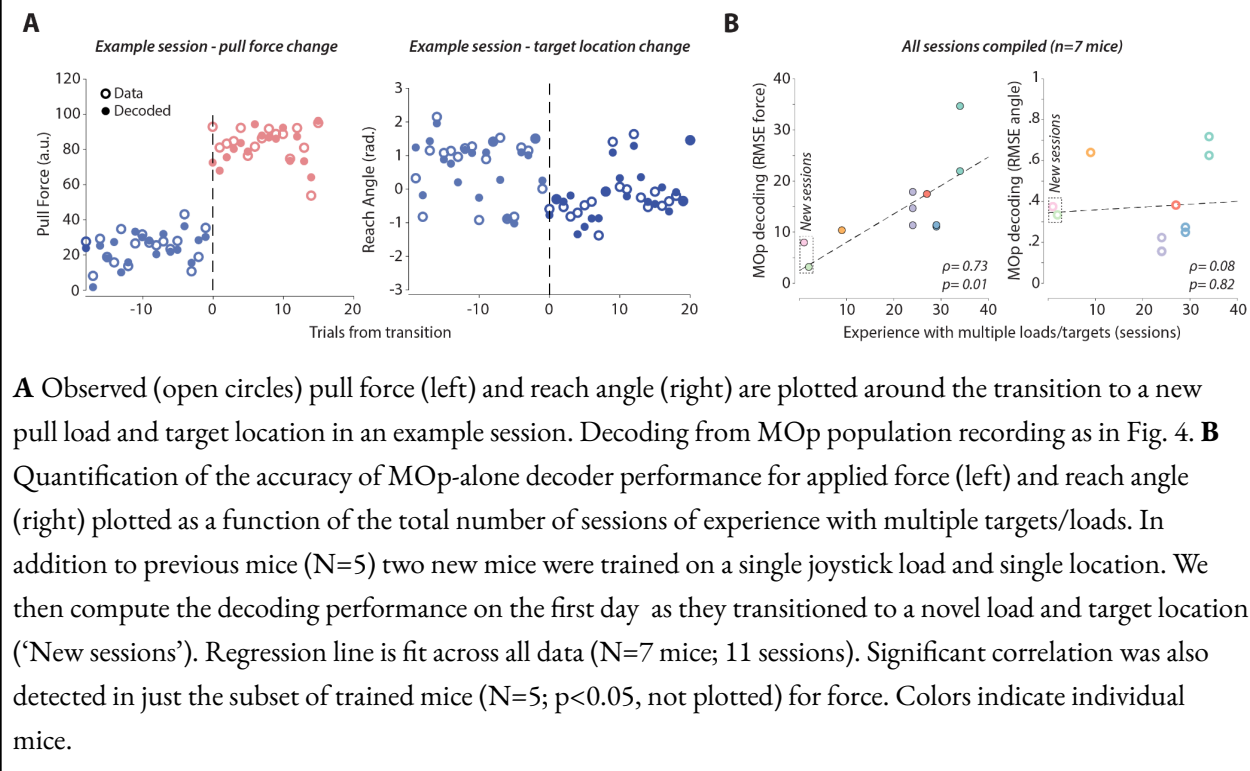 A
B
Example session - pull force change
Example session - target location change
All sessions compiled (n=7 mice)
Pull Force (a.u.)
120
100
80
60
40
20
0
Data
Decoded
-10
0
10
20
Reach Angle (rad.)
3
2
1
0
-1
-2
-3
-10
0
10
20
Trials from transition
MOp decoding (RMSE force)
40
30
20
10
0
New sessions
ρ= 0.73
p= 0.01
10
20
30
40
MOp decoding (RMSE angle)
1
.8
.6
.4
.2
0
New sessions
ρ= 0.08
p= 0.82
10
20
30
40
Experience with multiple loads/targets (sessions)
A Observed (open circles) pull force (left) and reach angle (right) are plotted around the transition to a new
pull load and target location in an example session. Decoding from MOp population recording as in Fig. 4. B
Quantification of the accuracy of MOp-alone decoder performance for applied force (left) and reach angle
(right) plotted as a function of the total number of sessions of experience with multiple targets/loads. In
addition to previous mice (N=5) two new mice were trained on a single joystick load and single location. We
then compute the decoding performance on the first day as they transitioned to a novel load and target location
(‘New sessions’). Regression line is fit across all data (N=7 mice; 11 sessions). Significant correlation was also
detected in just the subset of trained mice (N=5; p<0.05, not plotted) for force. Colors indicate individual
mice.